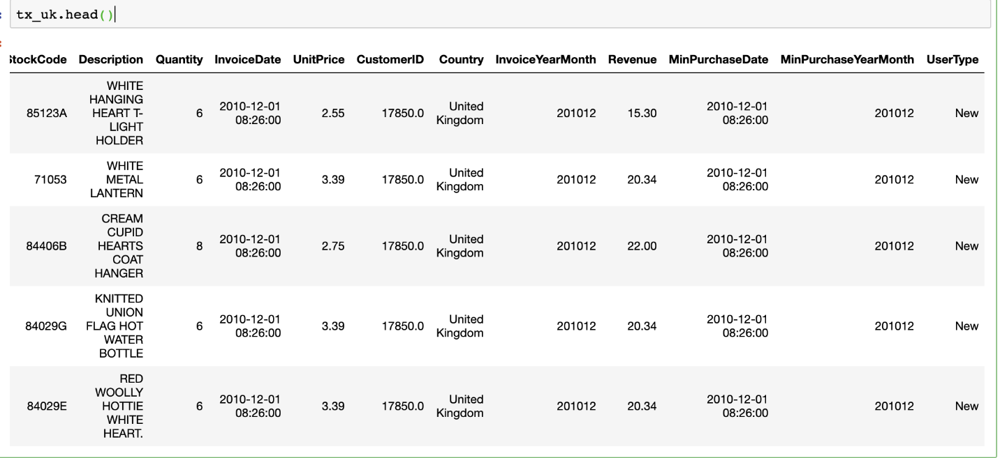 tx_uk.head()
StockCode Description Quantity InvoiceDate UnitPrice CustomerID Country InvoiceYearMonth Revenue MinPurchaseDate MinPurchaseYearMonth UserType
85123A WHITE HANGING HEART T-LIGHT HOLDER 6 2010-12-01 08:26:00 2.55 17850.0 United Kingdom 201012 15.30 2010-12-01 08:26:00 201012 New
71053 WHITE METAL LANTERN 6 2010-12-01 08:26:00 3.39 17850.0 United Kingdom 201012 20.34 2010-12-01 08:26:00 201012 New
84406B CREAM CUPID HEARTS COAT HANGER 8 2010-12-01 08:26:00 2.75 17850.0 United Kingdom 201012 22.00 2010-12-01 08:26:00 201012 New
84029G KNITTED UNION FLAG HOT WATER BOTTLE 6 2010-12-01 08:26:00 3.39 17850.0 United Kingdom 201012 20.34 2010-12-01 08:26:00 201012 New
84029E RED WOOLLY HOTTIE WHITE HEART. 6 2010-12-01 08:26:00 3.39 17850.0 United Kingdom 201012 20.34 2010-12-01 08:26:00 201012 New